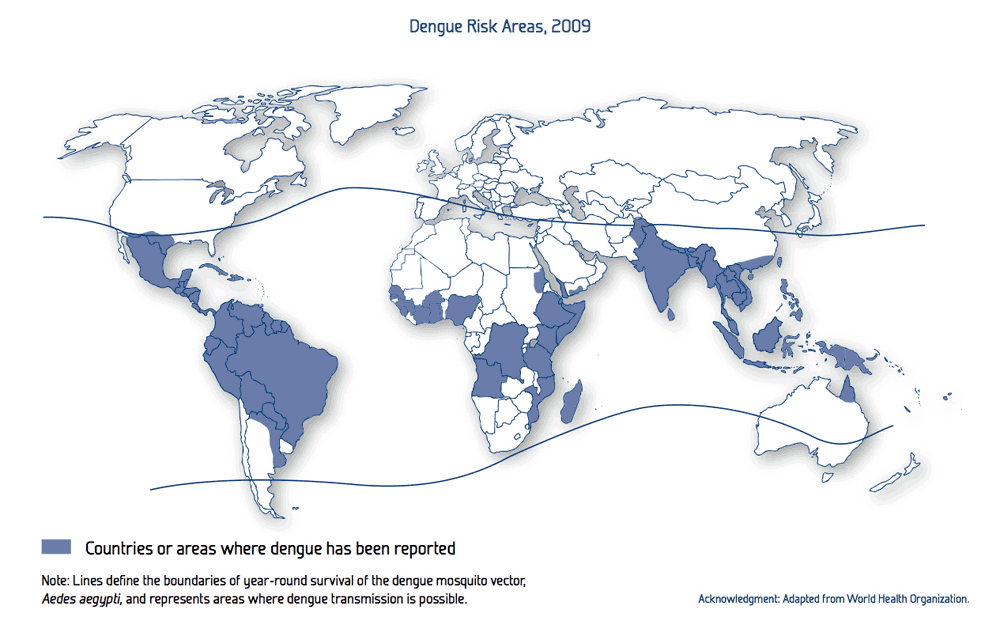 Dengue Risk Areas, 2009
Countries or areas where dengue has been reported
Note: Lines define the boundaries of year-round survival of the dengue mosquito vector,
Aedes aegypti, and represents areas where dengue transmission is possible.
Acknowledgment: Adapted from World Health Organization.